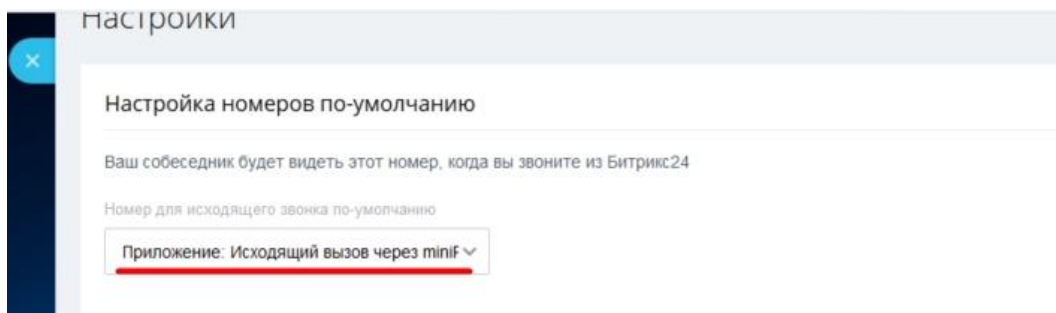 Настройки
Настройка номеров по-умолчанию
Ваш собеседник будет видеть этот номер, когда вы звоните из Битрикс24
Номер для исходящего звонка по-умолчанию
Приложение: Исходящий вызов через